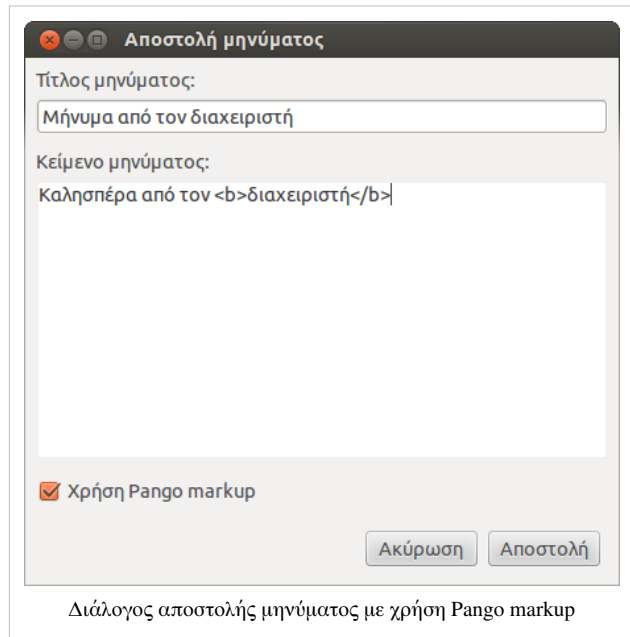 Αποστολή μηνύματος
Τίτλος μηνύματος:
Μήνυμα από τον διαχειριστή
Κείμενο μηνύματος:
Καλησπέρα από τον <b>διαχειριστή</b>
Χρήση Pango markup
Ακύρωση Αποστολή
Διάλογος αποστολής μηνύματος με χρήση Pango markup